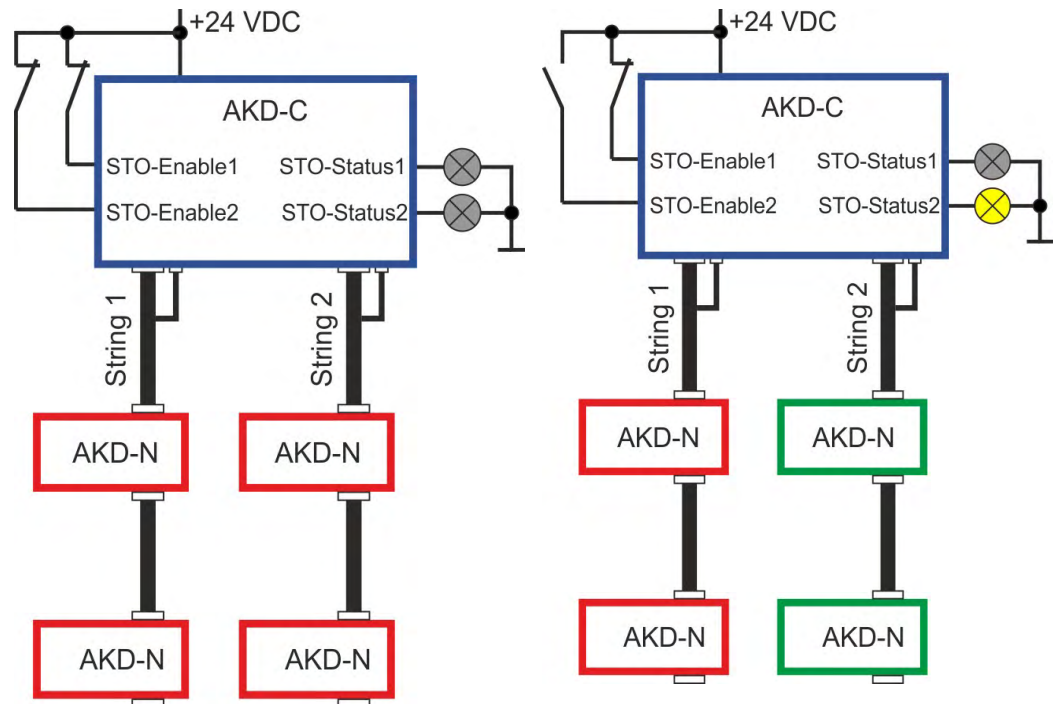 +24 VDC
AKD-C
STO-Enable1 STO-Status1
STO-Enable2 STO-Status2
String 1
String 2
AKD-N AKD-N
AKD-N AKD-N
+24 VDC
AKD-C
STO-Enable1 STO-Status1
STO-Enable2 STO-Status2
String 1
String 2
AKD-N AKD-N
AKD-N AKD-N